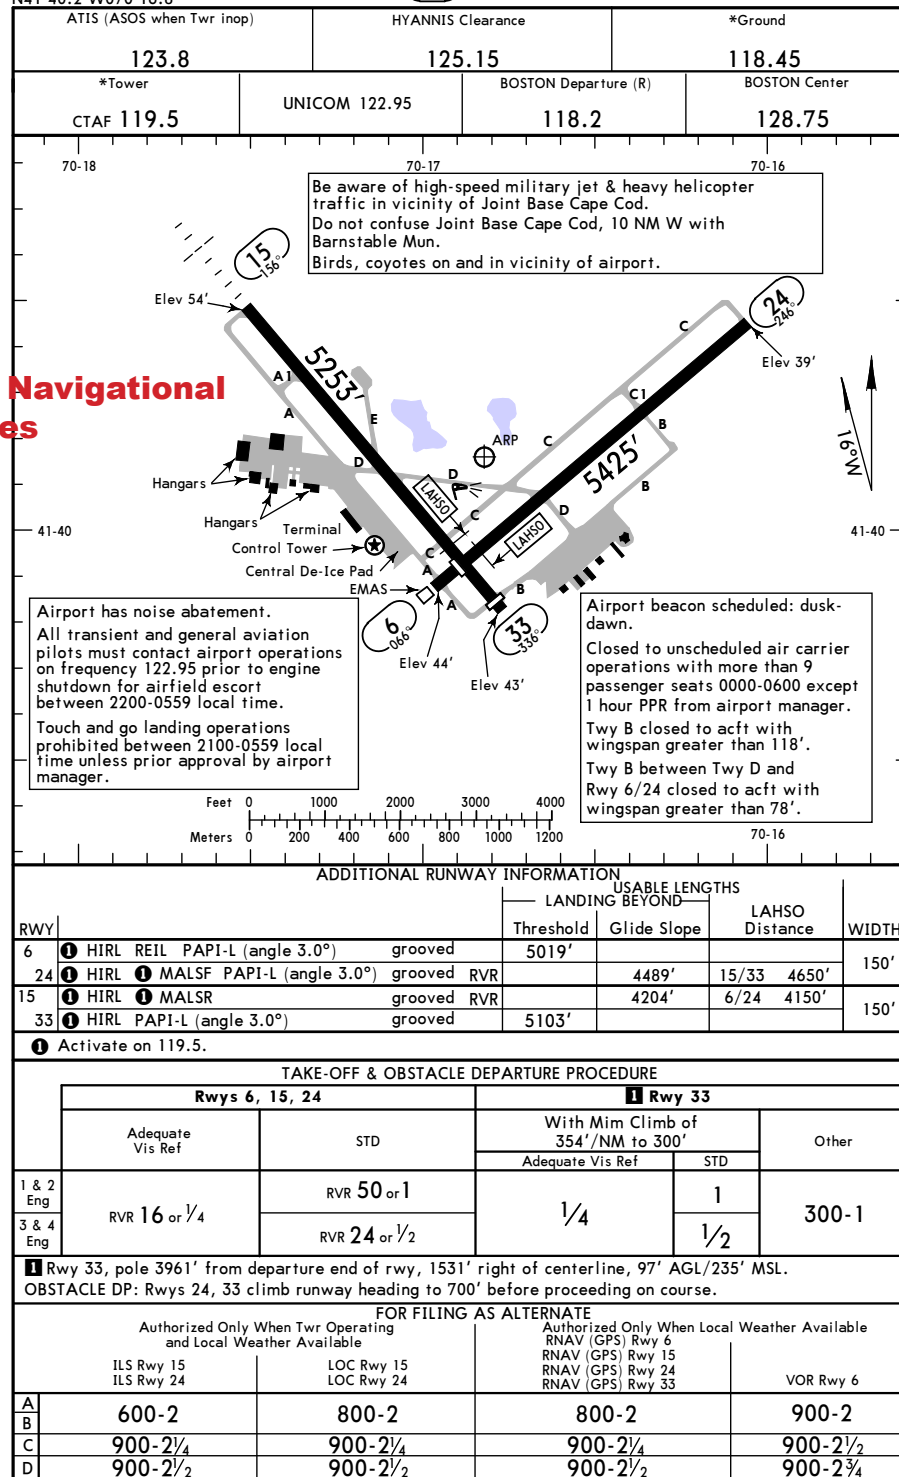 ATIS (ASOS when Twr inop)
123.8
HYANNIS Clearance
125.15
*Ground
118.45
*Tower
CTAF 119.5
UNICOM 122.95
BOSTON Departure (R)
118.2
BOSTON Center
128.75
70-18
70-17
70-16
Be aware of high-speed military jet & heavy helicopter
traffic in vicinity of Joint Base Cape Cod.
Do not confuse Joint Base Cape Cod, 10 NM W with
Barnstable Mun.
Birds, coyotes on and in vicinity of airport.
15
156°
24
246°
Elev 54'
Elev 39'
C
5253'
A1
A
E
C1
B
C
5425'
16°W
Navigational
es
ARP
D
D
A
B
Hangars
LAHSO
C
D
LAHSO
Hangars
Terminal
41-40
41-40
Control Tower
Central De-Ice Pad
C
A
EMAS
A
B
6
066°
33
336°
Elev 44'
Elev 43'
Airport has noise abatement.
All transient and general aviation
pilots must contact airport operations
on frequency 122.95 prior to engine
shutdown for airfield escort
between 2200-0559 local time.
Touch and go landing operations
prohibited between 2100-0559 local
time unless prior approval by airport
manager.
Airport beacon scheduled: dusk-
dawn.
Closed to unscheduled air carrier
operations with more than 9
passenger seats 0000-0600 except
1 hour PPR from airport manager.
Twy B closed to acft with
wingspan greater than 118'.
Twy B between Twy D and
Rwy 6/24 closed to acft with
wingspan greater than 78'.
Feet 0 1000 2000 3000 4000
Meters 0 200 400 600 800 1000 1200
70-16
ADDITIONAL RUNWAY INFORMATION
USABLE LENGTHS
LANDING BEYOND
RWY Threshold Glide Slope LAHSO Distance WIDTH
6 1 HIRL REIL PAPI-L (angle 3.0°) grooved 5019'
24 1 HIRL 1 MALSF PAPI-L (angle 3.0°) grooved RVR 4489' 15/33 4650' 150'
15 1 HIRL 1 MALSR grooved RVR 4204' 6/24 4150'
33 1 HIRL PAPI-L (angle 3.0°) grooved 5103' 150'
1 Activate on 119.5.
TAKE-OFF & OBSTACLE DEPARTURE PROCEDURE
Rwys 6, 15, 24
1 Rwy 33
Adequate
Vis Ref
STD
With Mim Climb of
354'/NM to 300'
Other
Adequate Vis Ref
STD
1 & 2
Eng
RVR 16 or 1/4
RVR 50 or 1
1/4
1
300-1
3 & 4
Eng
RVR 24 or 1/2
1/2
1 Rwy 33, pole 3961' from departure end of rwy, 1531' right of centerline, 97' AGL/235' MSL.
OBSTACLE DP: Rwys 24, 33 climb runway heading to 700' before proceeding on course.
FOR FILING AS ALTERNATE
Authorized Only When Twr Operating
and Local Weather Available
Authorized Only When Local Weather Available
ILS Rwy 15
ILS Rwy 24
LOC Rwy 15
LOC Rwy 24
RNAV (GPS) Rwy 6
RNAV (GPS) Rwy 15
RNAV (GPS) Rwy 24
RNAV (GPS) Rwy 33
VOR Rwy 6
A
B
600-2 800-2 800-2 900-2
C 900-2 1/4 900-2 1/4 900-2 1/4 900-2 1/2
D 900-2 1/2 900-2 1/2 900-2 1/2 900-2 3/4